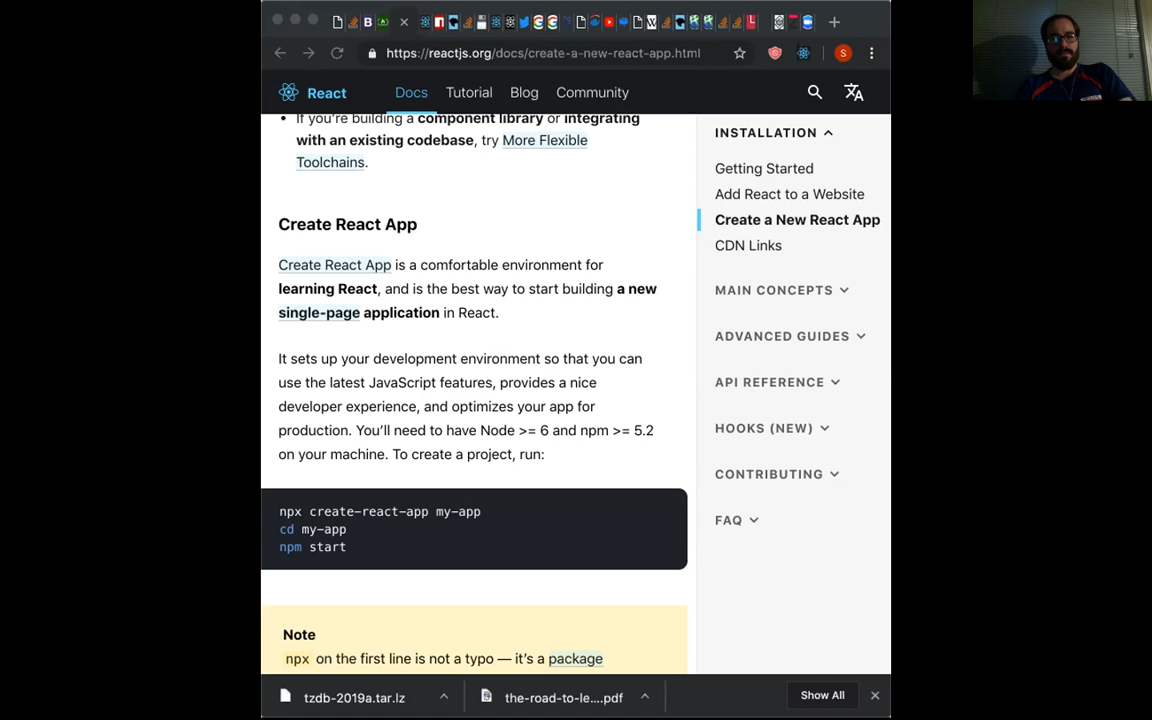 https://reactjs.org/docs/create-a-new-react-app.html
S
React
Docs
Tutorial
Blog
Community
If you're building a component library or integrating
with an existing codebase, try More Flexible
Toolchains.
Create React App
Create React App is a comfortable environment for
learning React, and is the best way to start building a new
single-page application in React.
It sets up your development environment so that you can
use the latest JavaScript features, provides a nice
developer experience, and optimizes your app for
production. You'll need to have Node >= 6 and npm >= 5.2
on your machine. To create a project, run:
npx create-react-app my-app
cd my-app
npm start
Note
npx on the first line is not a typo — it's a package
INSTALLATION
Getting Started
Add React to a Website
Create a New React App
CDN Links
MAIN CONCEPTS
ADVANCED GUIDES
API REFERENCE
HOOKS (NEW)
CONTRIBUTING
FAQ
tzdb-2019a.tar.lz
the-road-to-le....pdf
Show All